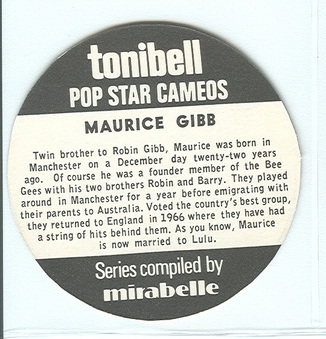 tonibell
POP STAR CAMEOS
MAURICE GIBB
Twin brother to Robin Gibb, Maurice was born in
Manchester on a December day twenty-two years
ago. Of course he was a founder member of the Bee
Gees with his two brothers Robin and Barry. They played
around in Manchester for a year before emigrating with
their parents to Australia. Voted the country's best group,
they returned to England in 1966 where they have had
a string of hits behind them. As you know, Maurice
is now married to Lulu.
Series compiled by
mirabelle